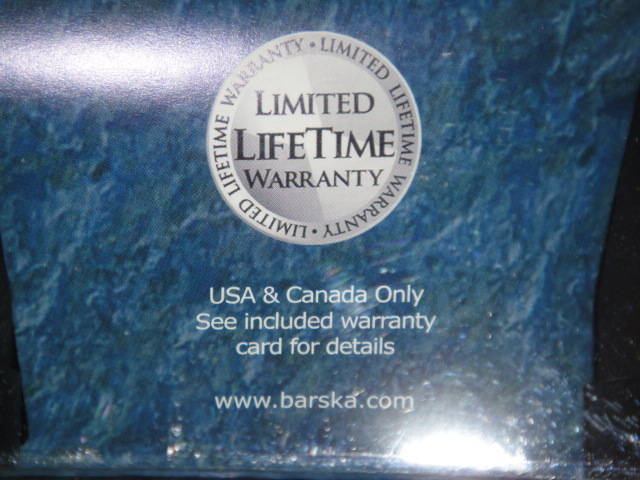 LIMITED LIFETIME WARRANTY • LIMITED LIFETIME WARRANTY • 
LIMITED
LIFETIME
WARRANTY
USA & Canada Only
See included warranty
card for details
www.barska.com